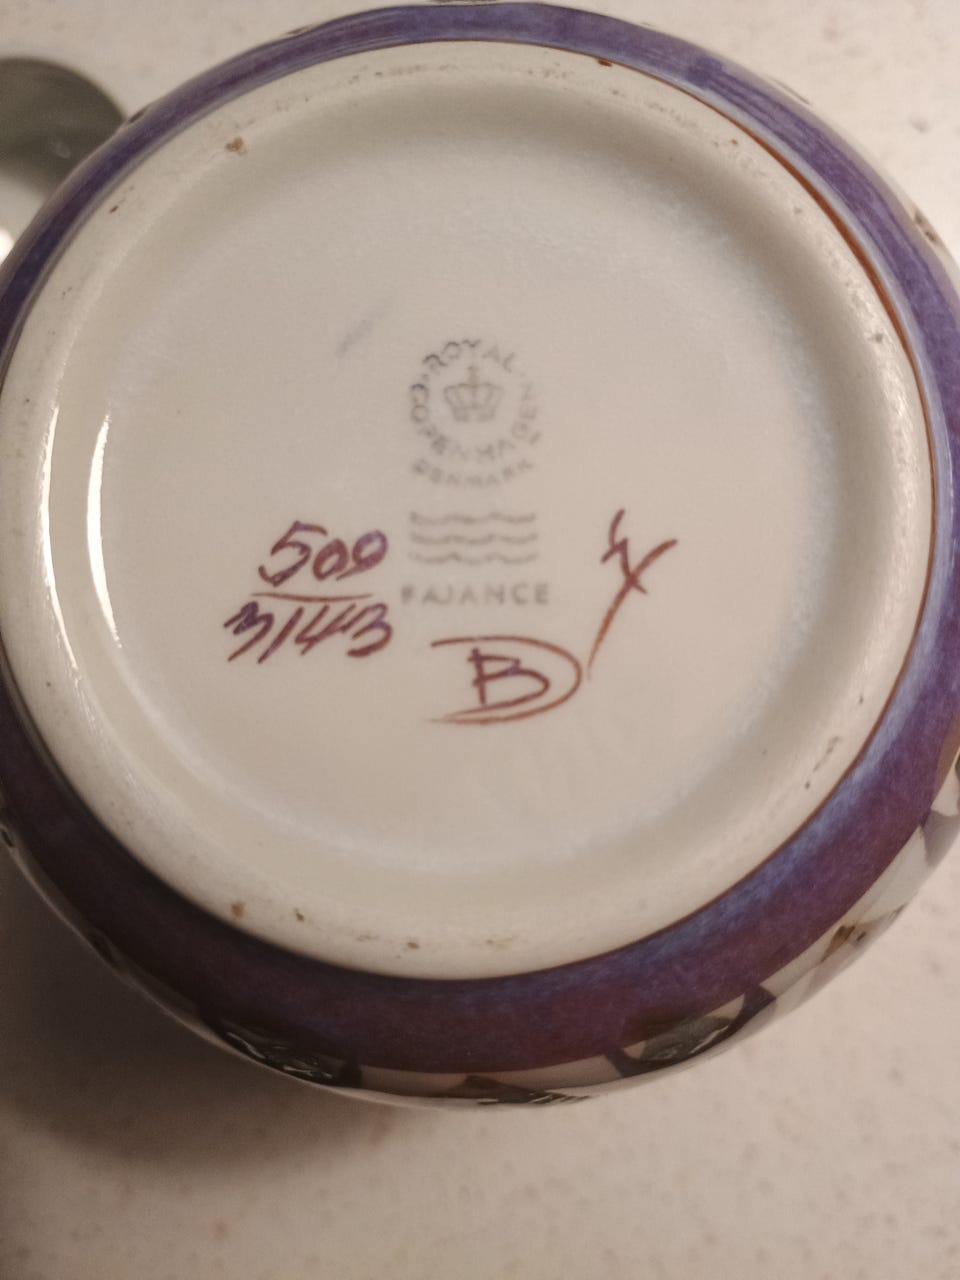 ROYAL COPENHAGEN
DENMARK
FAJANCE
509
3143
B